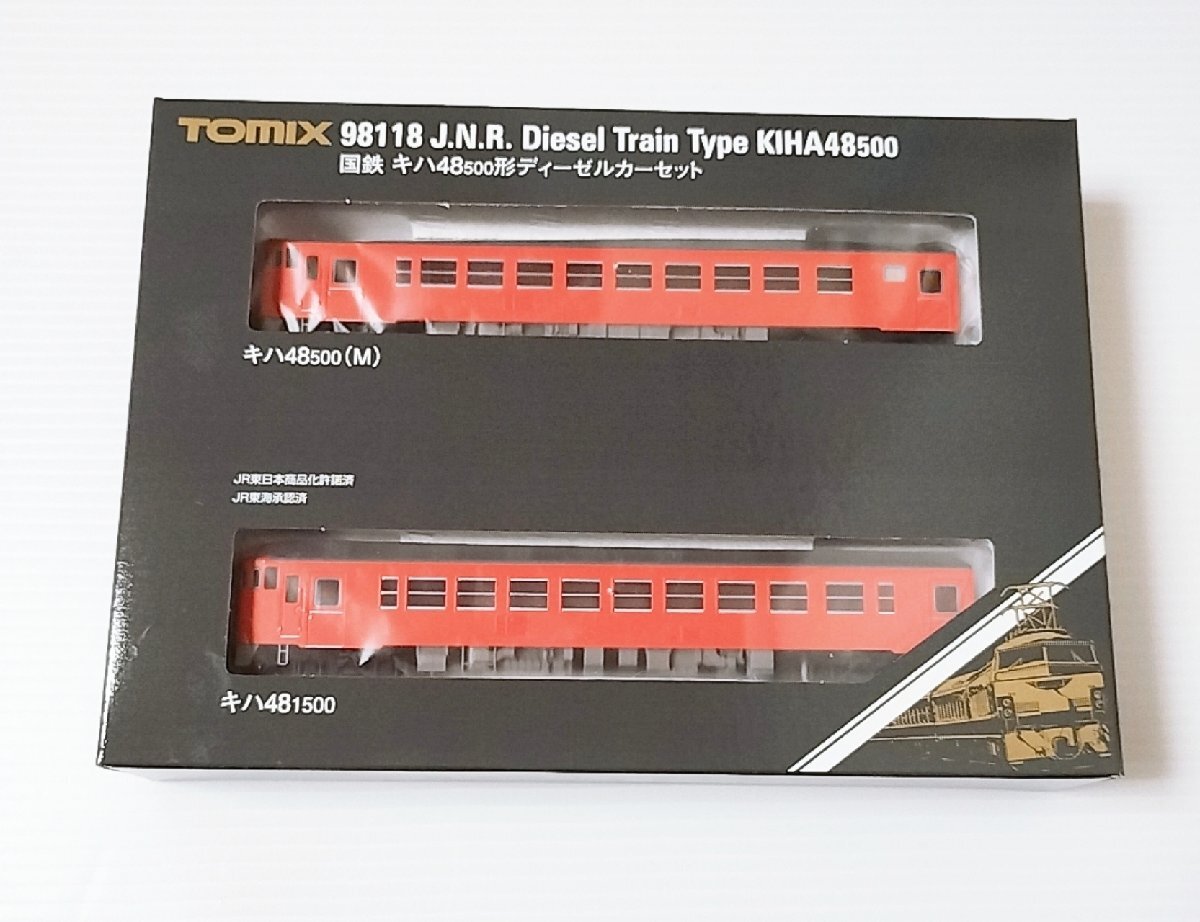 TOMIX 98118 J.N.R. Diesel Train Type KIHA48500
国鉄 キハ48500形ディーゼルカーセット
キハ48500(M)
JR東日本商品化許諾済
JR東海承認済
キハ481500